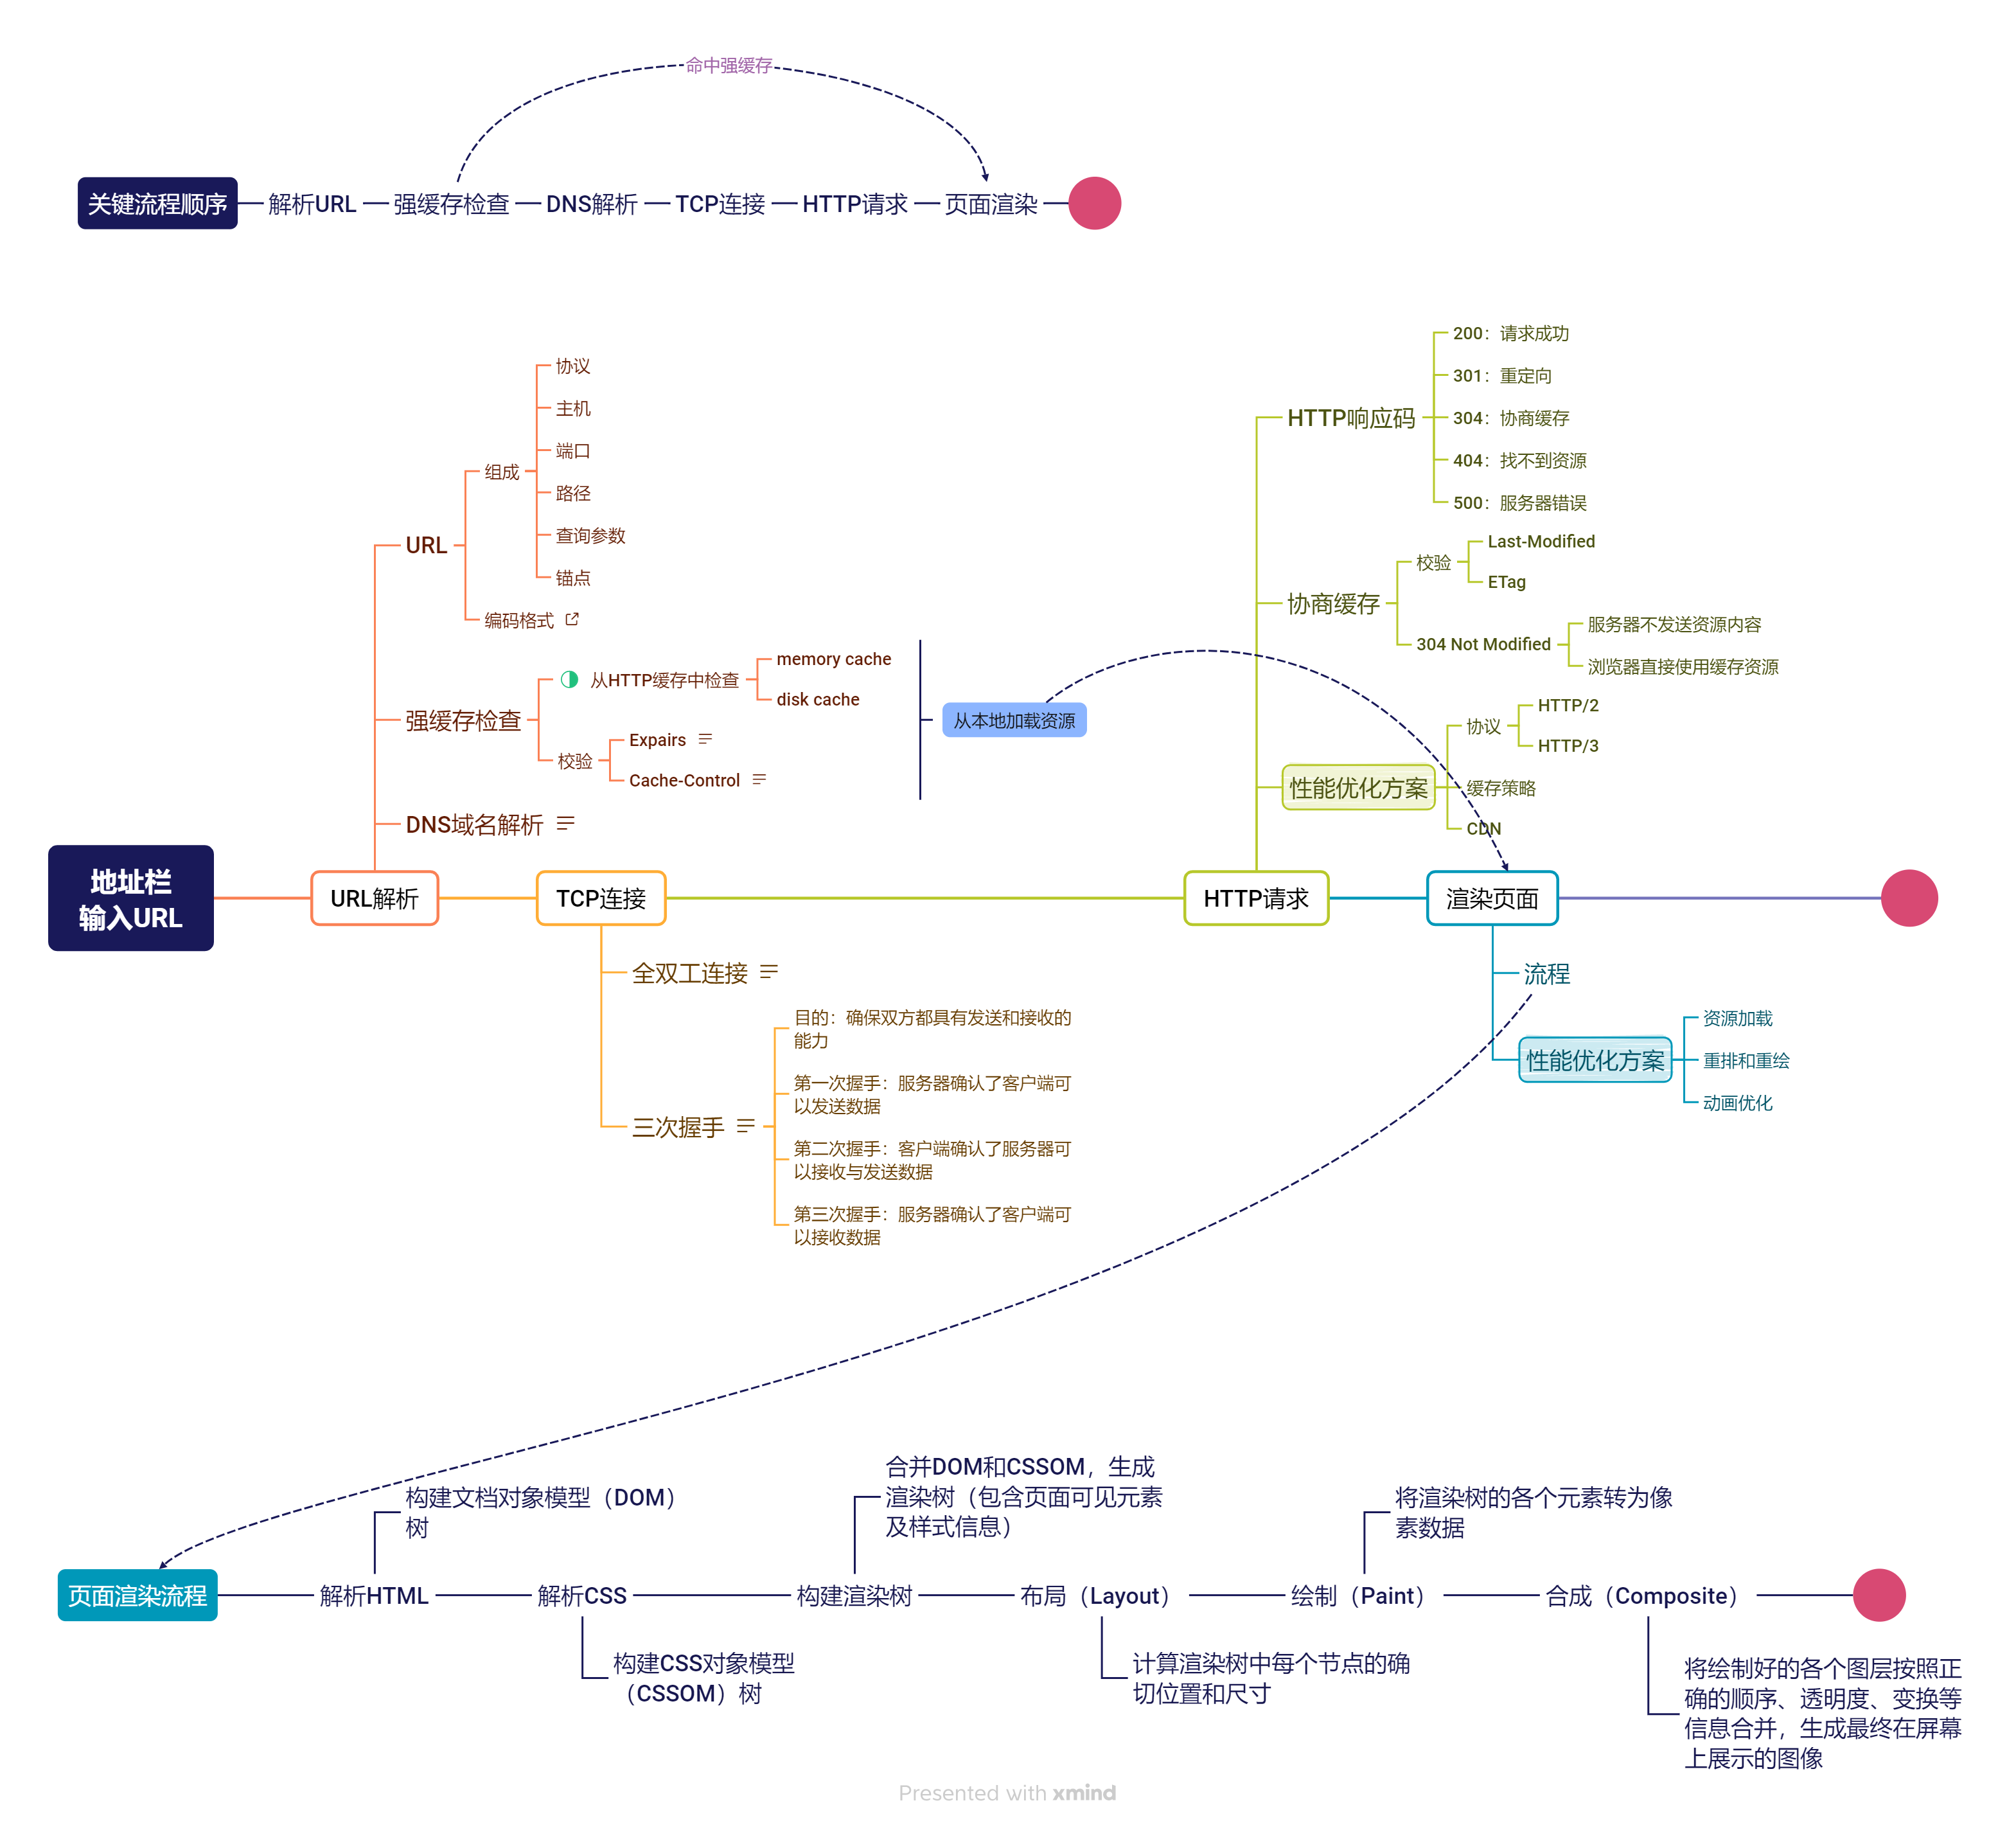 命中强缓存
关键流程顺序
解析URL
强缓存检查
DNS解析
TCP连接
HTTP请求
页面渲染
地址栏
输入URL
URL解析
URL
组成
协议
主机
端口
路径
查询参数
锚点
编码格式
强缓存检查
从HTTP缓存中检查
memory cache
disk cache
校验
Expairs
Cache-Control
从本地加载资源
DNS域名解析
TCP连接
全双工连接
三次握手
目的：确保双方都具有发送和接收的
能力
第一次握手：服务器确认了客户端可
以发送数据
第二次握手：客户端确认了服务器可
以接收与发送数据
第三次握手：服务器确认了客户端可
以接收数据
HTTP请求
HTTP响应码
200：请求成功
301：重定向
304：协商缓存
404：找不到资源
500：服务器错误
协商缓存
校验
Last-Modified
ETag
304 Not Modified
服务器不发送资源内容
浏览器直接使用缓存资源
性能优化方案
协议
HTTP/2
HTTP/3
缓存策略
CDN
渲染页面
流程
性能优化方案
资源加载
重排和重绘
动画优化
页面渲染流程
解析HTML
构建文档对象模型（DOM）
树
解析CSS
构建CSS对象模型
（CSSOM）树
构建渲染树
合并DOM和CSSOM，生成
渲染树（包含页面可见元素
及样式信息）
布局（Layout）
计算渲染树中每个节点的确
切位置和尺寸
绘制（Paint）
将渲染树的各个元素转为像
素数据
合成（Composite）
将绘制好的各个图层按照正
确的顺序、透明度、变换等
信息合并，生成最终在屏幕
上展示的图像
Presented with xmind